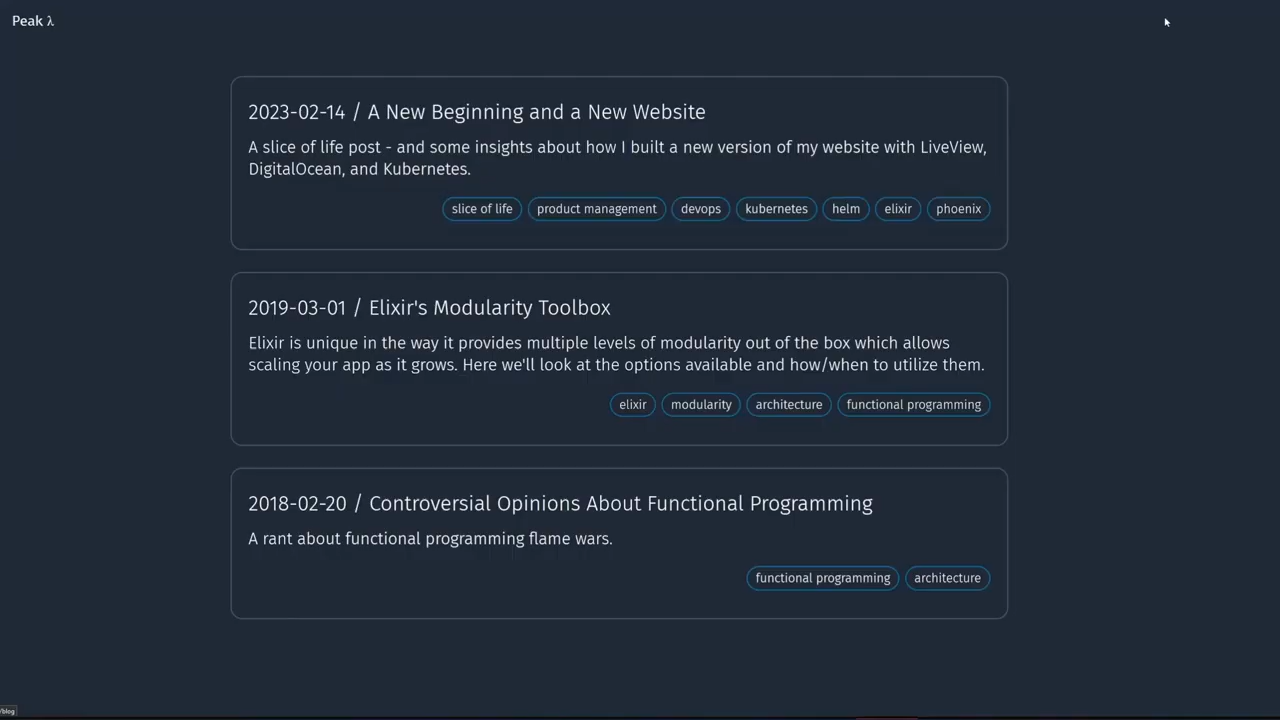 Peak λ
2023-02-14 / A New Beginning and a New Website
A slice of life post - and some insights about how I built a new version of my website with LiveView,
DigitalOcean, and Kubernetes.
slice of life product management devops kubernetes helm elixir phoenix
2019-03-01 / Elixir's Modularity Toolbox
Elixir is unique in the way it provides multiple levels of modularity out of the box which allows
scaling your app as it grows. Here we'll look at the options available and how/when to utilize them.
elixir modularity architecture functional programming
2018-02-20 / Controversial Opinions About Functional Programming
A rant about functional programming flame wars.
functional programming architecture
/blog